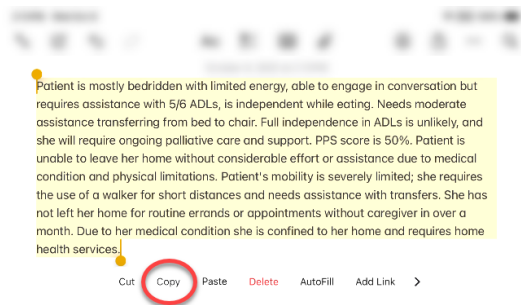 Patient is mostly bedridden with limited energy, able to engage in conversation but
requires assistance with 5/6 ADLs, is independent while eating. Needs moderate
assistance transferring from bed to chair. Full independence in ADLs is unlikely, and
she will require ongoing palliative care and support. PPS score is 50%. Patient is
unable to leave her home without considerable effort or assistance due to medical
condition and physical limitations. Patient's mobility is severely limited; she requires
the use of a walker for short distances and needs assistance with transfers. She has
not left her home for routine errands or appointments without caregiver in over a
month. Due to her medical condition she is confined to her home and requires home
health services.
Cut Copy Paste Delete AutoFill Add Link